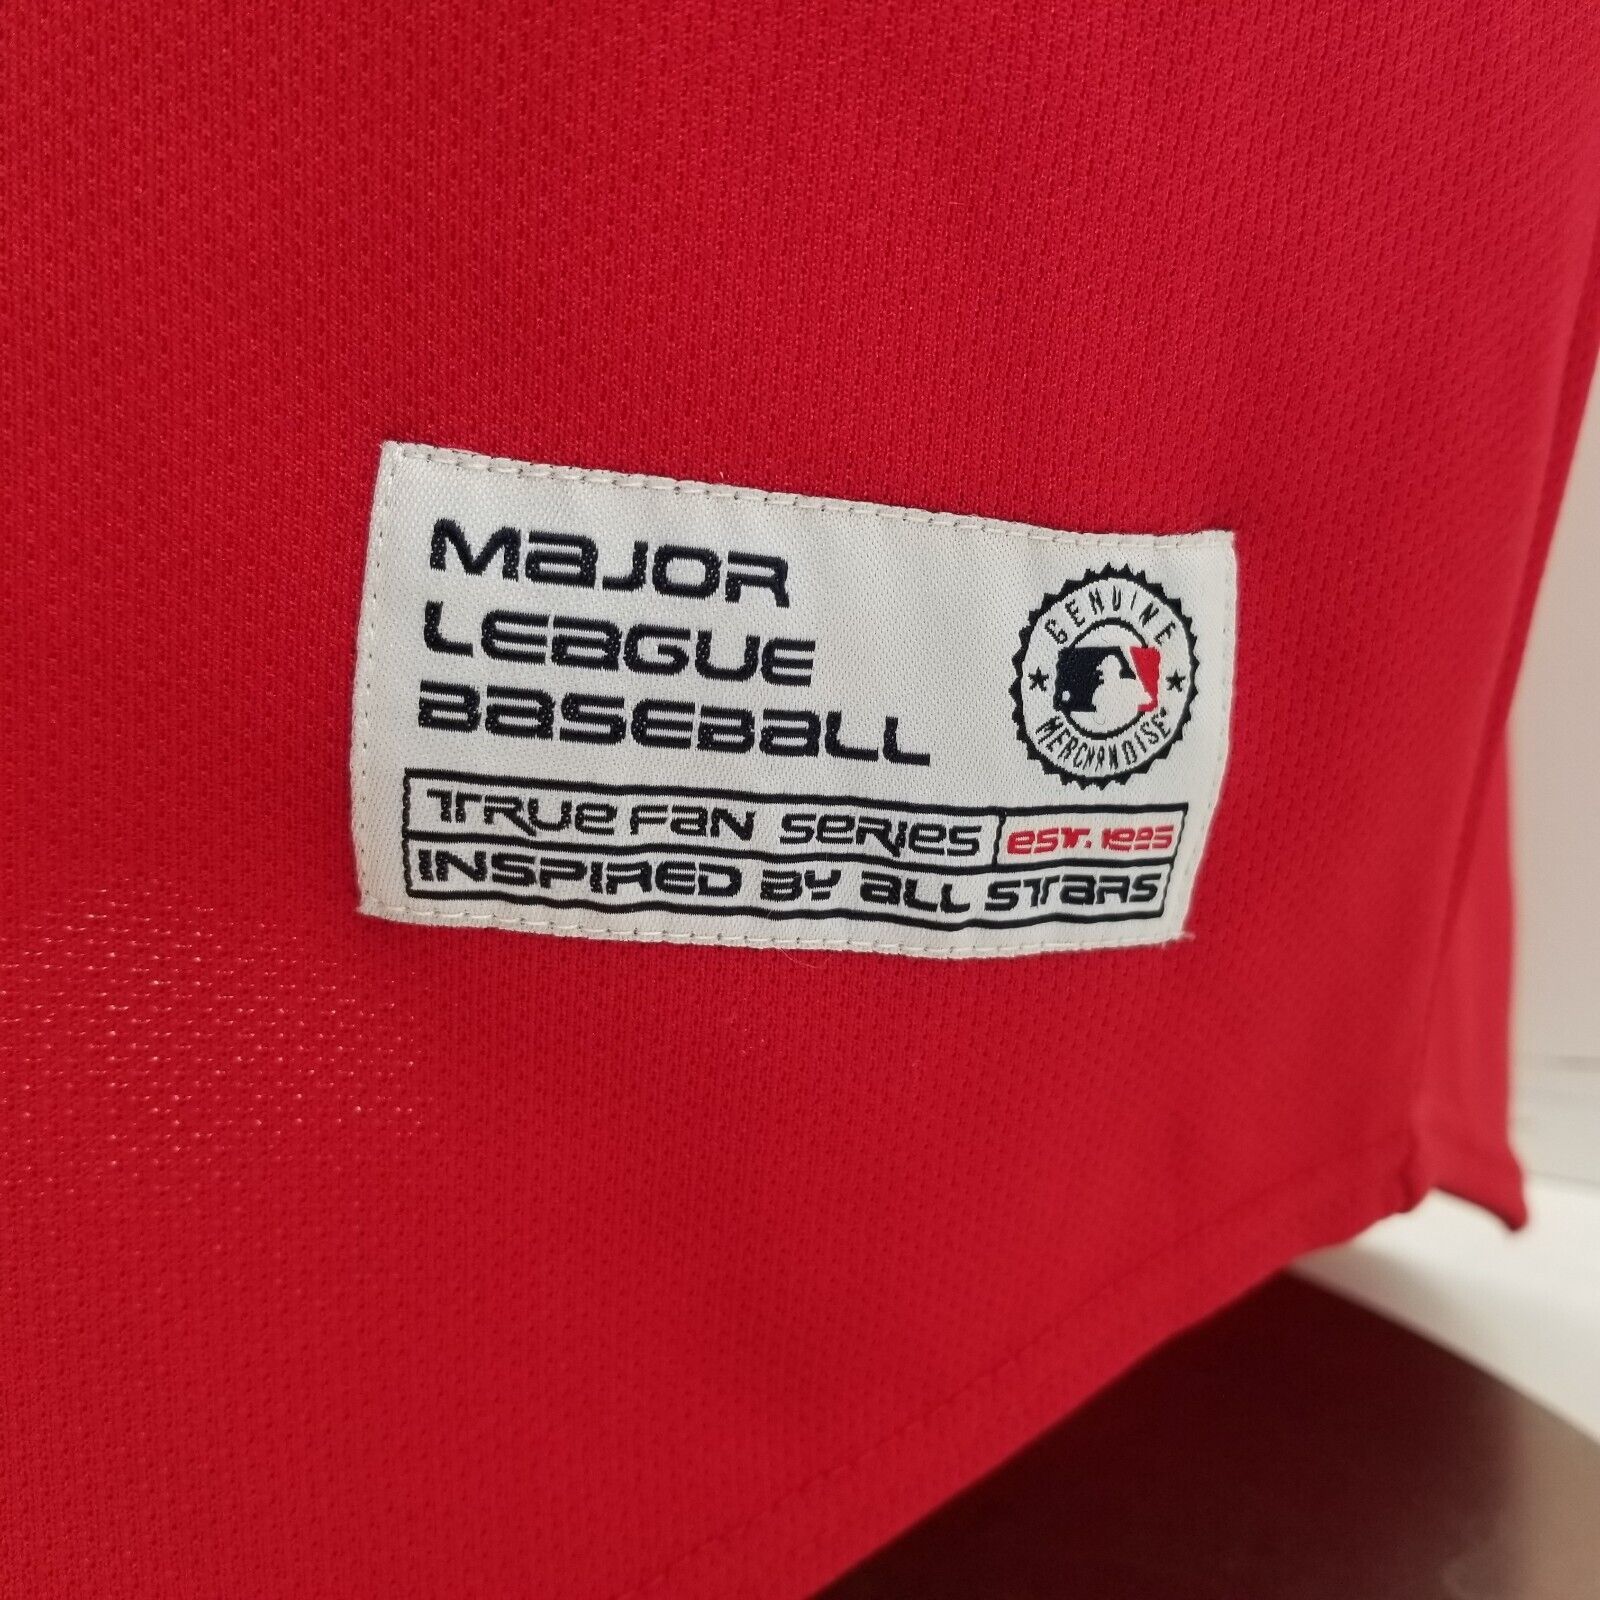 Major
League
Baseball
GENUINE
MERCHANDISE
True Fan Series
est. 1995
Inspired by All Stars